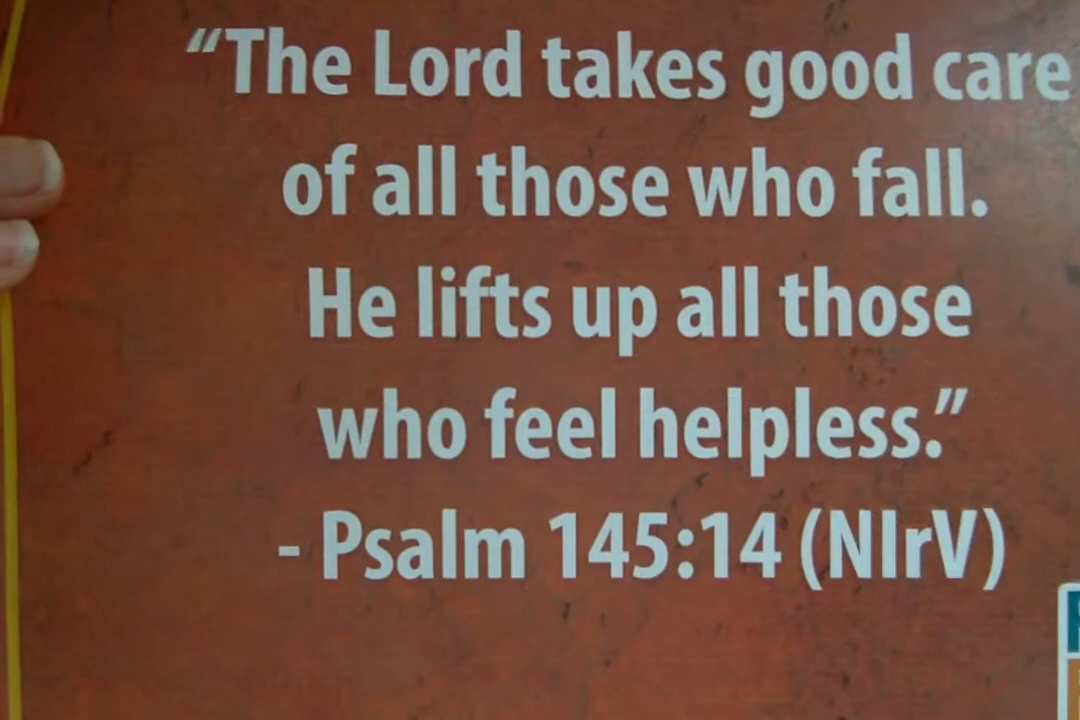 “The Lord takes good care
of all those who fall.
He lifts up all those
who feel helpless.”
- Psalm 145:14 (NIrV)